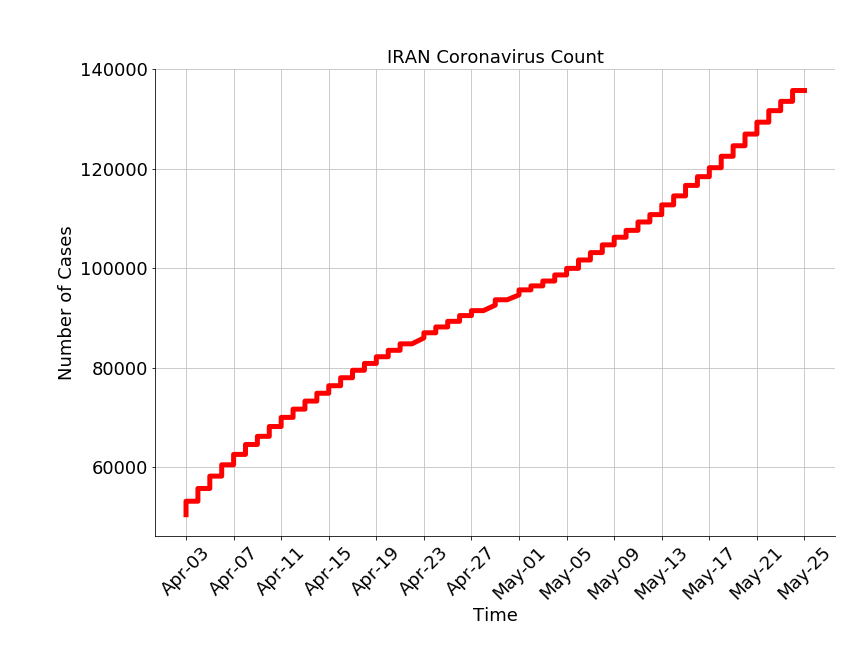 IRAN Coronavirus Count
140000
120000
100000
80000
60000
Number of Cases
Apr-03
Apr-07
Apr-11
Apr-15
Apr-19
Apr-23
Apr-27
May-01
May-05
May-09
May-13
May-17
May-21
May-25
Time